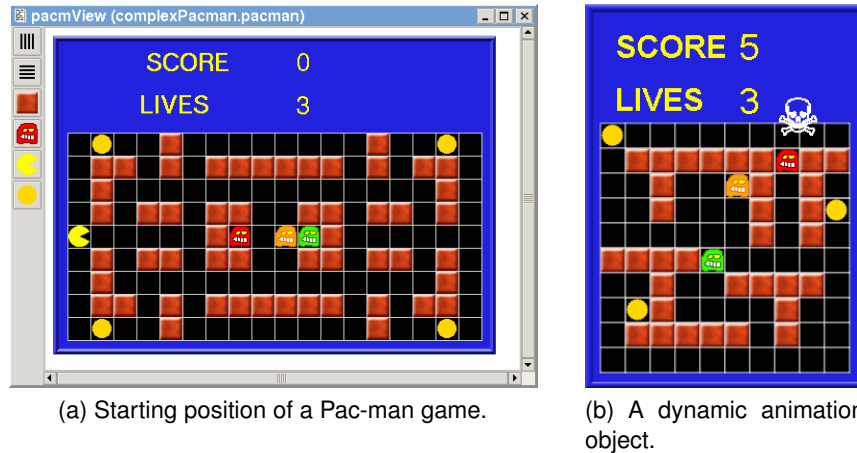 pacmView (complexPacman.pacman)
SCORE 0
LIVES 3
SCORE 5
LIVES 3
(a) Starting position of a Pac-man game.
(b) A dynamic animation
object.